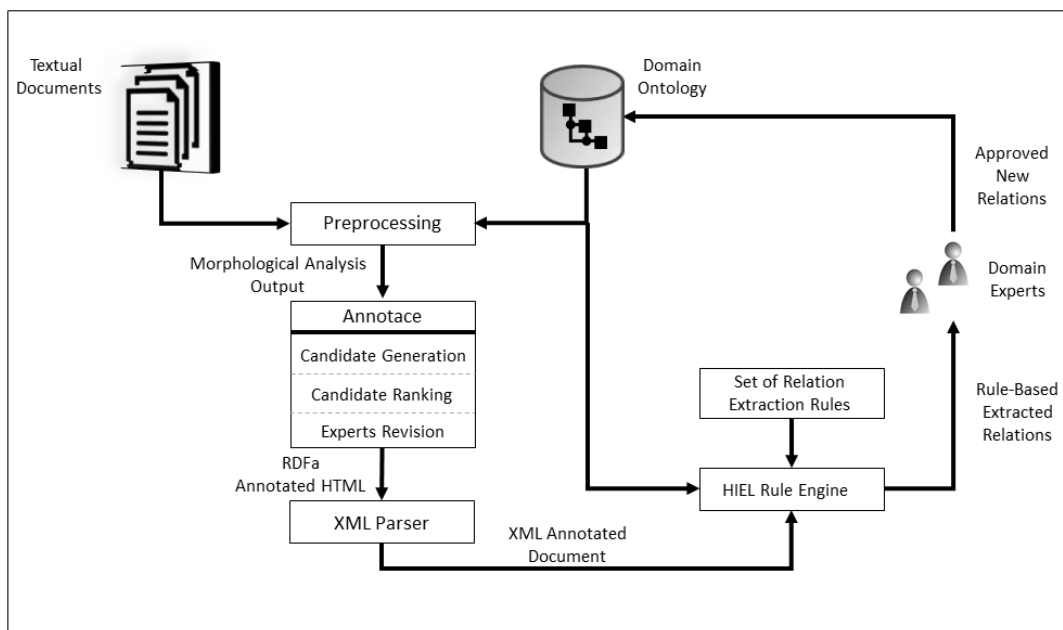 Textual
Documents
Domain
Ontology
Approved
New
Relations
Preprocessing
Morphological Analysis
Output
Domain
Experts
Annotace
Candidate Generation
Candidate Ranking
Experts Revision
Set of Relation
Extraction Rules
Rule-Based
Extracted
Relations
RDFa
Annotated HTML
HIEL Rule Engine
XML Parser
XML Annotated
Document